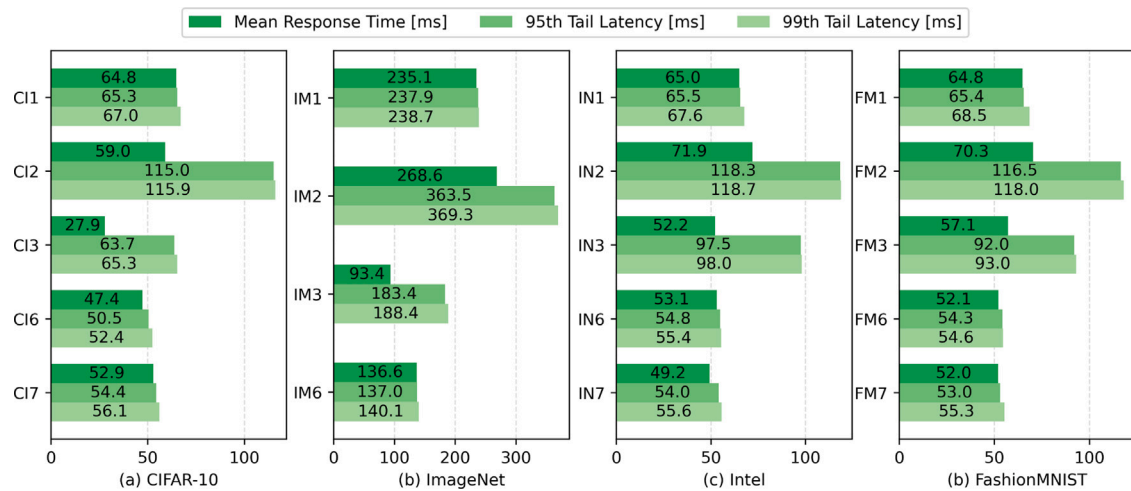 Mean Response Time [ms] 95th Tail Latency [ms] 99th Tail Latency [ms]
CI1
64.8
65.3
67.0
CI2
59.0
115.0
115.9
CI3
27.9
63.7
65.3
CI6
47.4
50.5
52.4
CI7
52.9
54.4
56.1
0 50 100
(a) CIFAR-10
IM1
235.1
237.9
238.7
IM2
268.6
363.5
369.3
IM3
93.4
183.4
188.4
IM6
136.6
137.0
140.1
0 100 200 300
(b) ImageNet
IN1
65.0
65.5
67.6
IN2
71.9
118.3
118.7
IN3
52.2
97.5
98.0
IN6
53.1
54.8
55.4
IN7
49.2
54.0
55.6
0 50 100
(c) Intel
FM1
64.8
65.4
68.5
FM2
70.3
116.5
118.0
FM3
57.1
92.0
93.0
FM6
52.1
54.3
54.6
FM7
52.0
53.0
55.3
0 50 100
(b) FashionMNIST